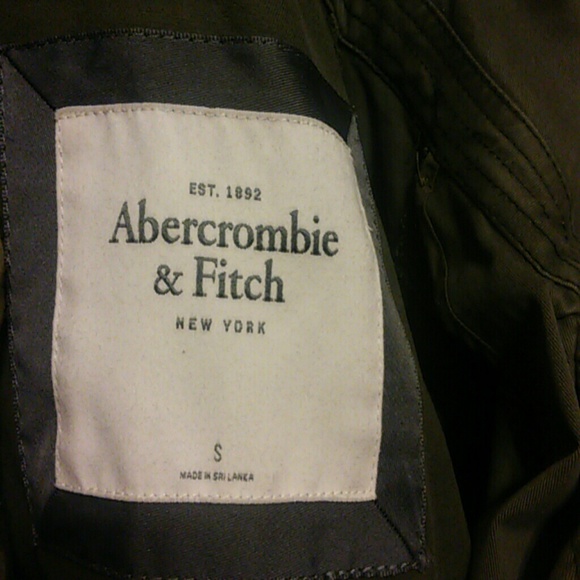 EST. 1892
Abercrombie
& Fitch
NEW YORK
S
MADE IN SRI LANKA